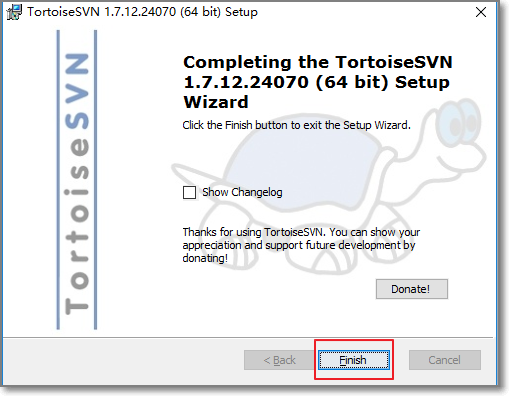 TortoiseSVN 1.7.12.24070 (64 bit) Setup
TortoiseSVN
Completing the TortoiseSVN
1.7.12.24070 (64 bit) Setup
Wizard
Click the Finish button to exit the Setup Wizard.
Show Changelog
Thanks for using TortoiseSVN. You can show your
appreciation and support future development by
donating!
Donate!
< Back
Finish
Cancel